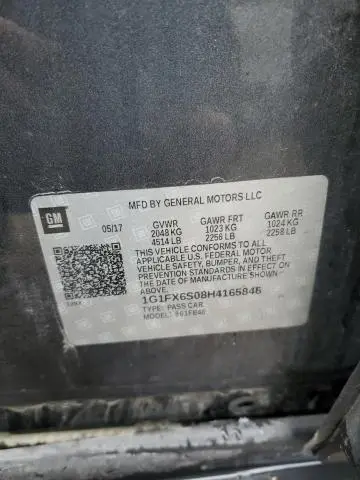 GM
MFD BY GENERAL MOTORS LLC
05/17 GVWR GAWR FRT GAWR RR
2048 KG 1023 KG 1024 KG
4514 LB 2256 LB 2258 LB
THIS VEHICLE CONFORMS TO ALL
APPLICABLE U.S. FEDERAL MOTOR
VEHICLE SAFETY, BUMPER, AND THEFT
PREVENTION STANDARDS IN EFFECT ON
THE DATE OF MANUFACTURE SHOWN
ABOVE.
1G1FX6S08H4165845
TYPE: PASS CAR
MODEL: